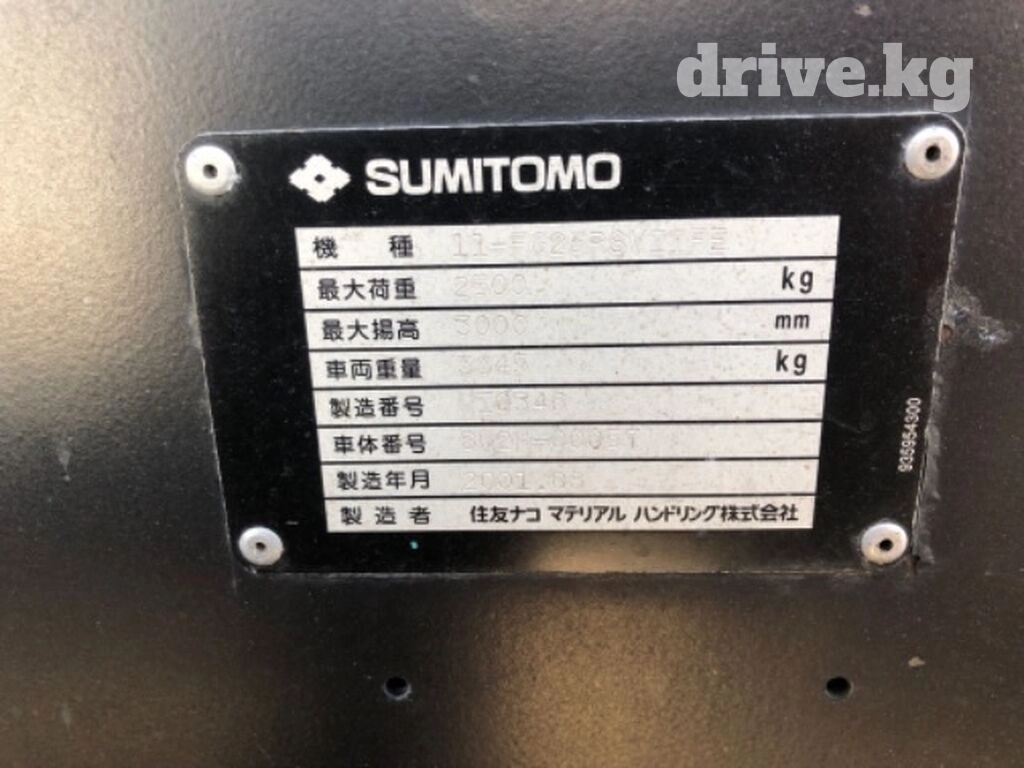 drive.kg
SUMITOMO
機種
最大荷重 2500 kg
最大揚高 3000 mm
車両重量 kg
製造番号
車体番号
製造年月 2001.
製造者 住友ナコ マテリアル ハンドリング株式会社
935954300